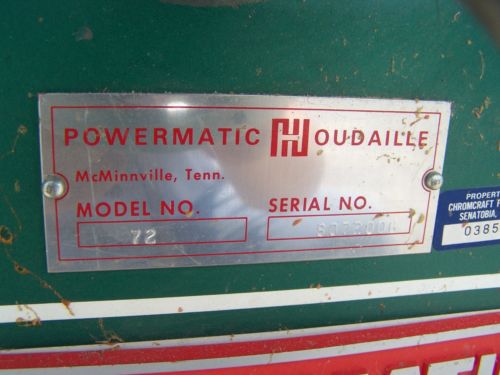 POWERMATIC HOUDAILLE
McMinnville, Tenn.
MODEL NO. SERIAL NO.
72
PROPERT
CHROMCRAFT F
SENATOBIA,
0385